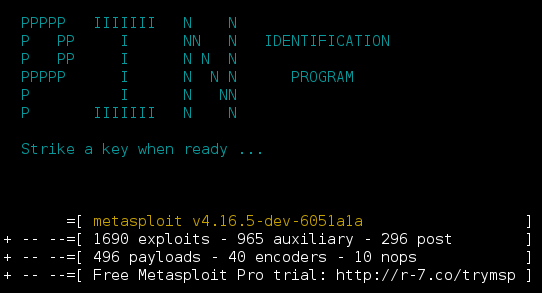 PPPPP   IIIIIII   N     N
P   PP     I      NN    N   IDENTIFICATION
P   PP     I      N N   N
PPPPP      I      N  N  N      PROGRAM
P          I      N   NN
P       IIIIIII   N     N
Strike a key when ready ...
=[ metasploit v4.16.5-dev-6051a1a ]
+ -- --=[ 1690 exploits - 965 auxiliary - 296 post ]
+ -- --=[ 496 payloads - 40 encoders - 10 nops ]
+ -- --=[ Free Metasploit Pro trial: http://r-7.co/trymsp ]